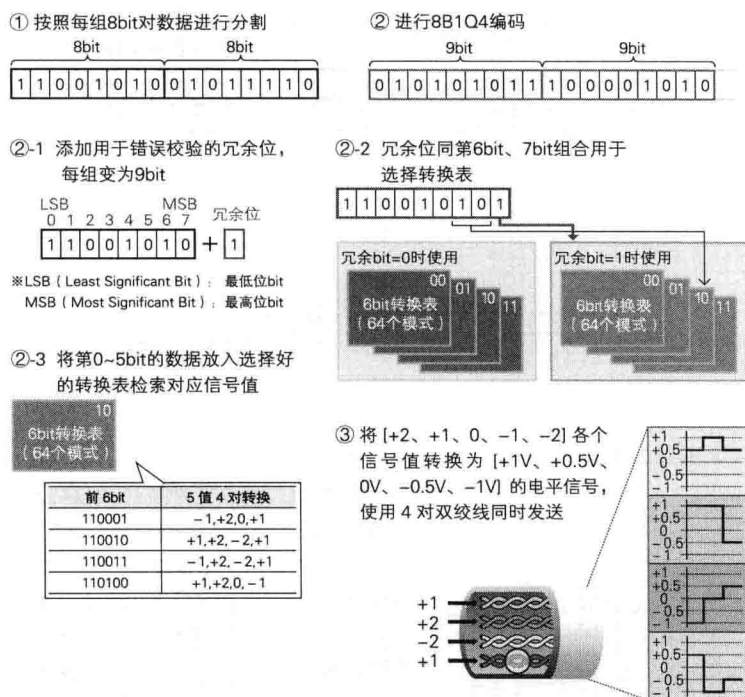 ① 按照每组8bit对数据进行分割
8bit 8bit
1 1 0 0 1 0 1 0 0 1 0 1 1 1 1 0
② 进行8B1Q4编码
9bit 9bit
0 1 0 1 0 1 0 1 1 1 0 0 0 0 1 0 1 0
②-1 添加用于错误校验的冗余位，
每组变为9bit
LSB MSB
0 1 2 3 4 5 6 7 冗余位
1 1 0 0 1 0 1 0 + 1
※LSB（Least Significant Bit）：最低位bit
MSB（Most Significant Bit）：最高位bit
②-2 冗余位同第6bit、7bit组合用于
选择转换表
1 1 0 0 1 0 1 0 1
冗余bit=0时使用
00 01 10 11
6bit转换表
（64个模式）
冗余bit=1时使用
00 01 10 11
6bit转换表
（64个模式）
②-3 将第0~5bit的数据放入选择好
的转换表检索对应信号值
10
6bit转换表
（64个模式）
前 6bit 5 值 4 对转换
110001 －1,+2,0,+1
110010 +1,+2,－2,+1
110011 －1,+2,－2,+1
110100 +1,+2,0,－1
③ 将 [+2、+1、0、-1、-2] 各个
信号值转换为 [+1V、+0.5V、
0V、-0.5V、-1V] 的电平信号，
使用 4 对双绞线同时发送
+1
+2
-2
+1
+1
+0.5
0
-0.5
-1
+1
+0.5
0
-0.5
-1
+1
+0.5
0
-0.5
-1
+1
+0.5
0
-0.5
-1